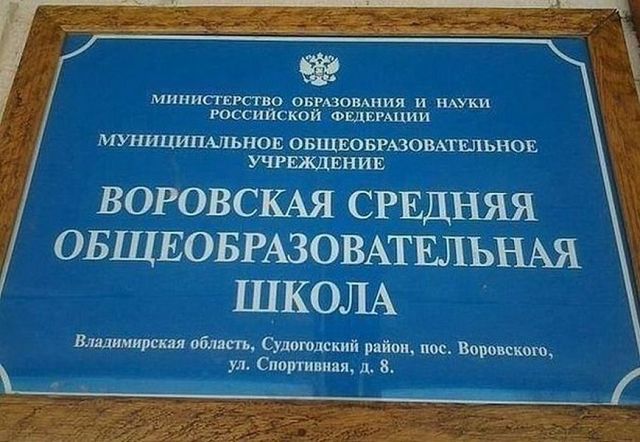 МИНИСТЕРСТВО ОБРАЗОВАНИЯ И НАУКИ
РОССИЙСКОЙ ФЕДЕРАЦИИ
МУНИЦИПАЛЬНОЕ ОБЩЕОБРАЗОВАТЕЛЬНОЕ
УЧРЕЖДЕНИЕ
ВОРОВСКАЯ СРЕДНЯЯ
ОБЩЕОБРАЗОВАТЕЛЬНАЯ
ШКОЛА
Владимирская область, Судогодский район, пос. Воровского,
ул. Спортивная, д. 8.